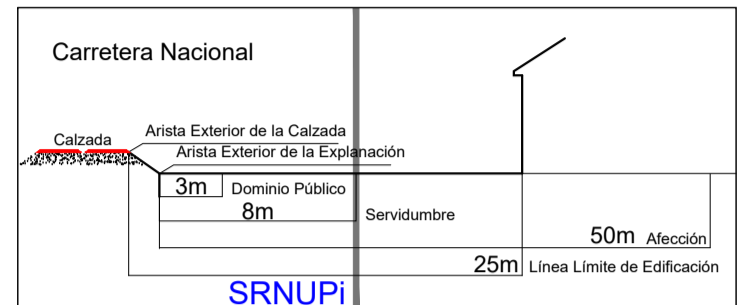 Carretera Nacional
Calzada
Arista Exterior de la Calzada
Arista Exterior de la Explanación
3m Dominio Público
8m Servidumbre
50m Afección
25m Línea Límite de Edificación
SRNUPi